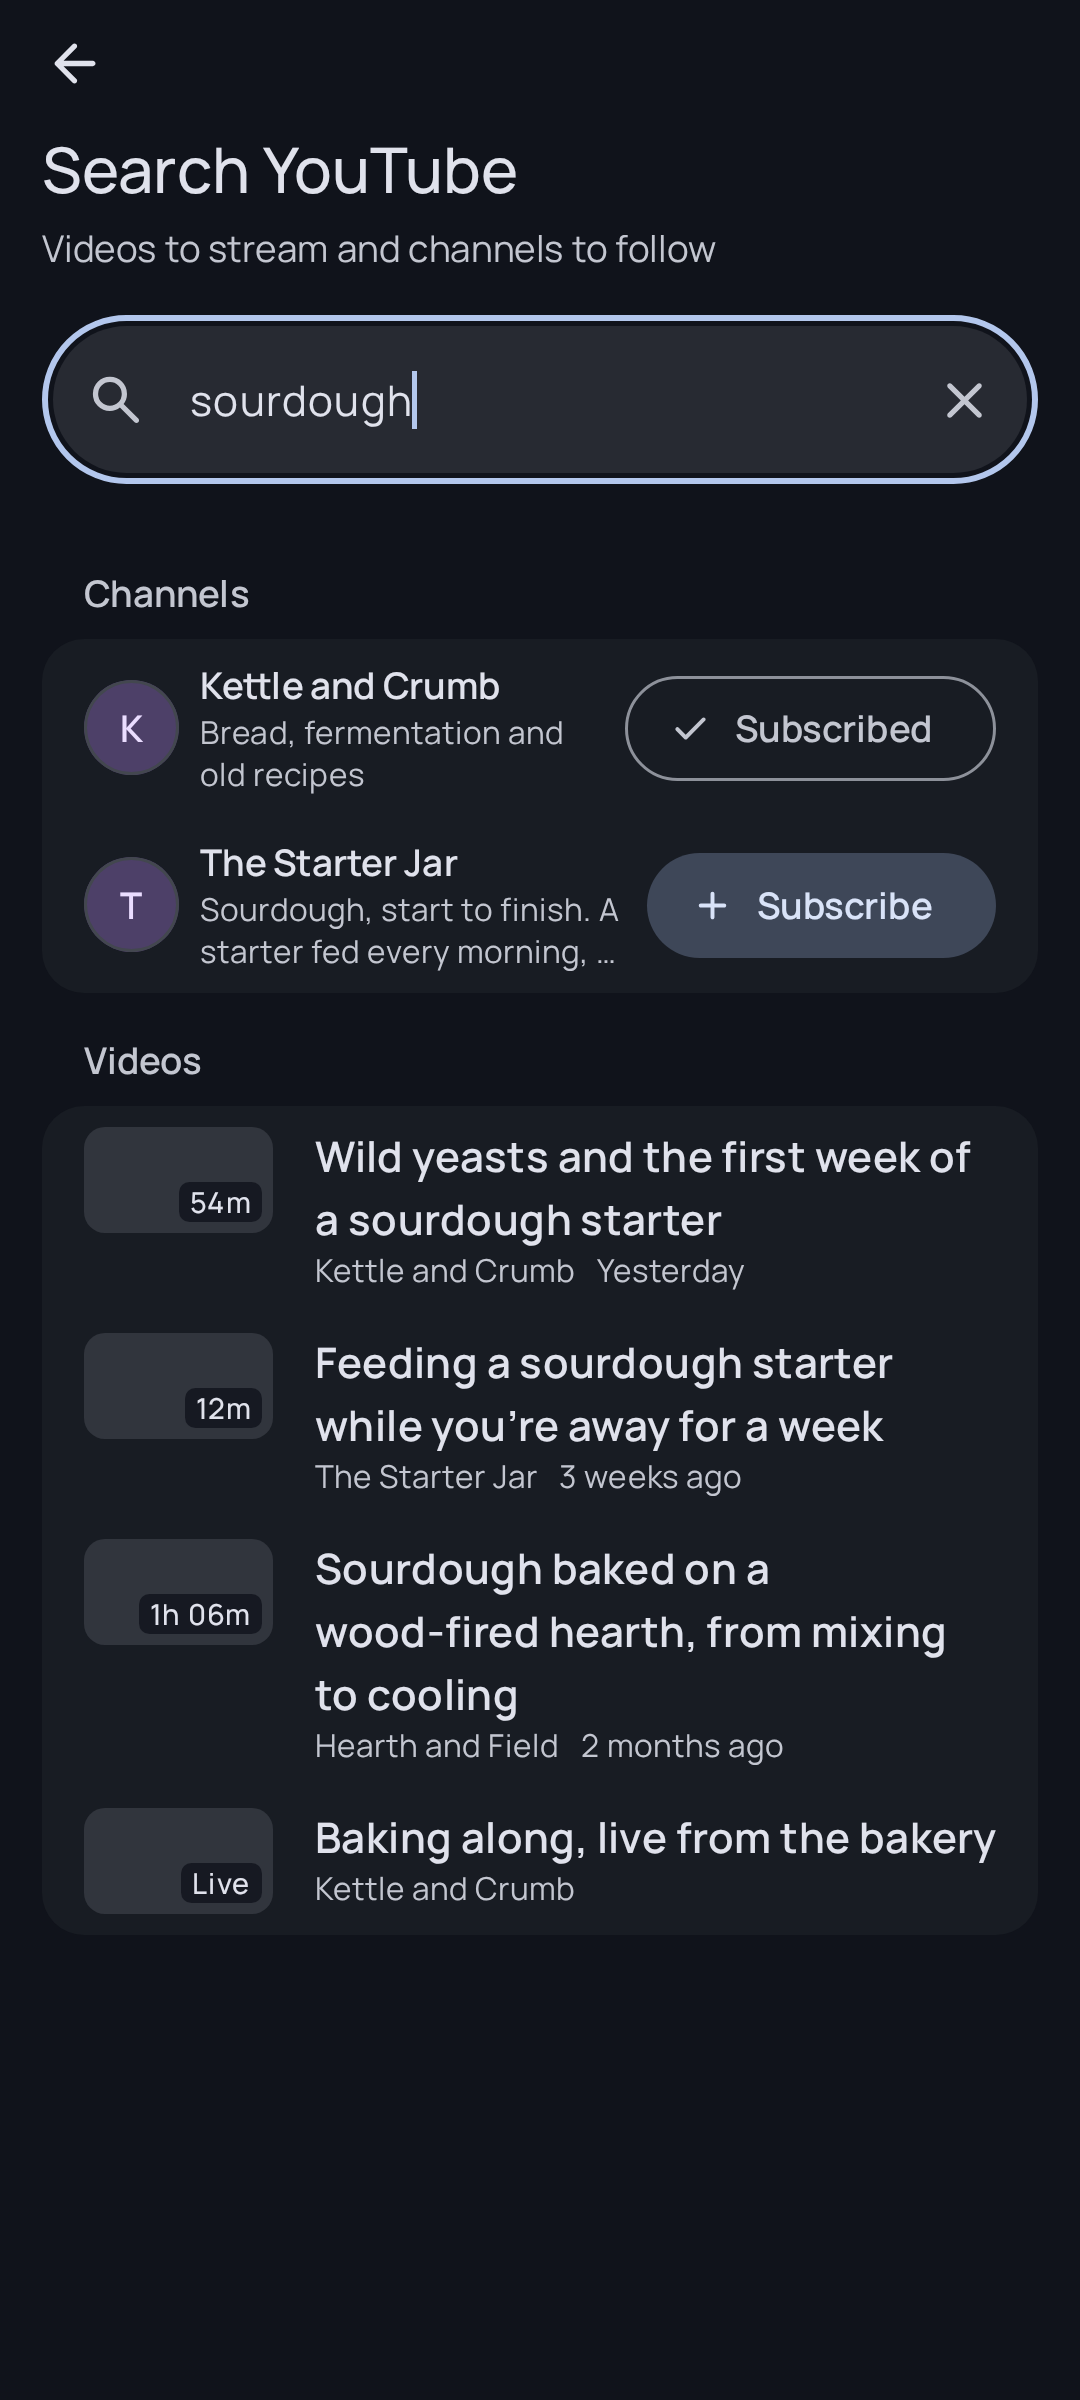 Search YouTube
Videos to stream and channels to follow
sourdough
Channels
K
Kettle and Crumb
Bread, fermentation and
old recipes
Subscribed
T
The Starter Jar
Sourdough, start to finish. A
starter fed every morning, …
Subscribe
Videos
54m
Wild yeasts and the first week of
a sourdough starter
Kettle and Crumb Yesterday
12m
Feeding a sourdough starter
while you’re away for a week
The Starter Jar 3 weeks ago
1h 06m
Sourdough baked on a
wood-fired hearth, from mixing
to cooling
Hearth and Field 2 months ago
Live
Baking along, live from the bakery
Kettle and Crumb